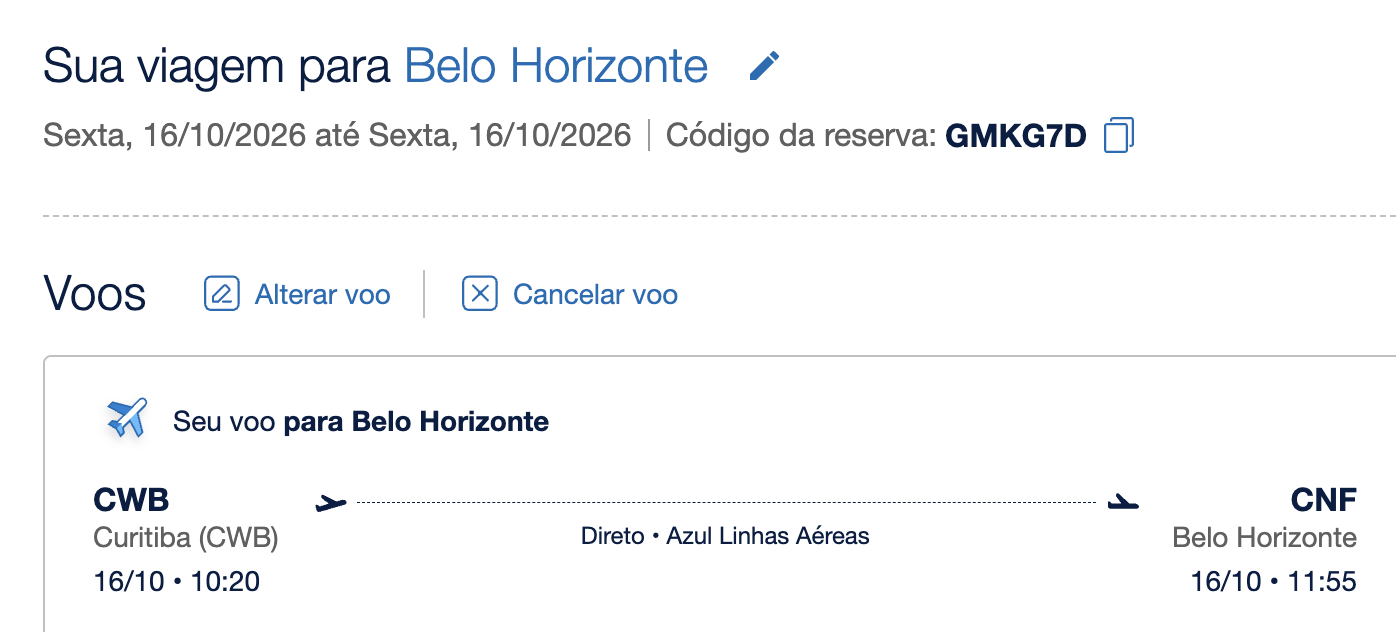 Sua viagem para Belo Horizonte
Sexta, 16/10/2026 até Sexta, 16/10/2026 | Código da reserva: GMKG7D
Voos Alterar voo | Cancelar voo
Seu voo para Belo Horizonte
CWB CNF
Curitiba (CWB) Direto • Azul Linhas Aéreas Belo Horizonte
16/10 • 10:20 16/10 • 11:55